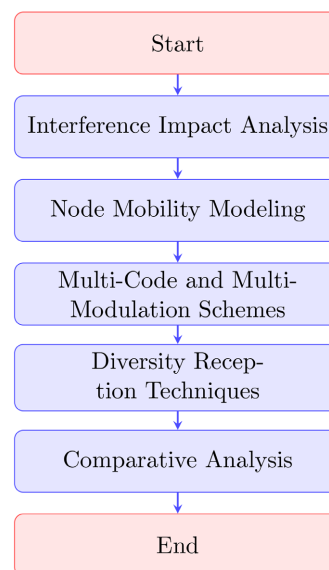 Start
Interference Impact Analysis
Node Mobility Modeling
Multi-Code and Multi-
Modulation Schemes
Diversity Recep-
tion Techniques
Comparative Analysis
End